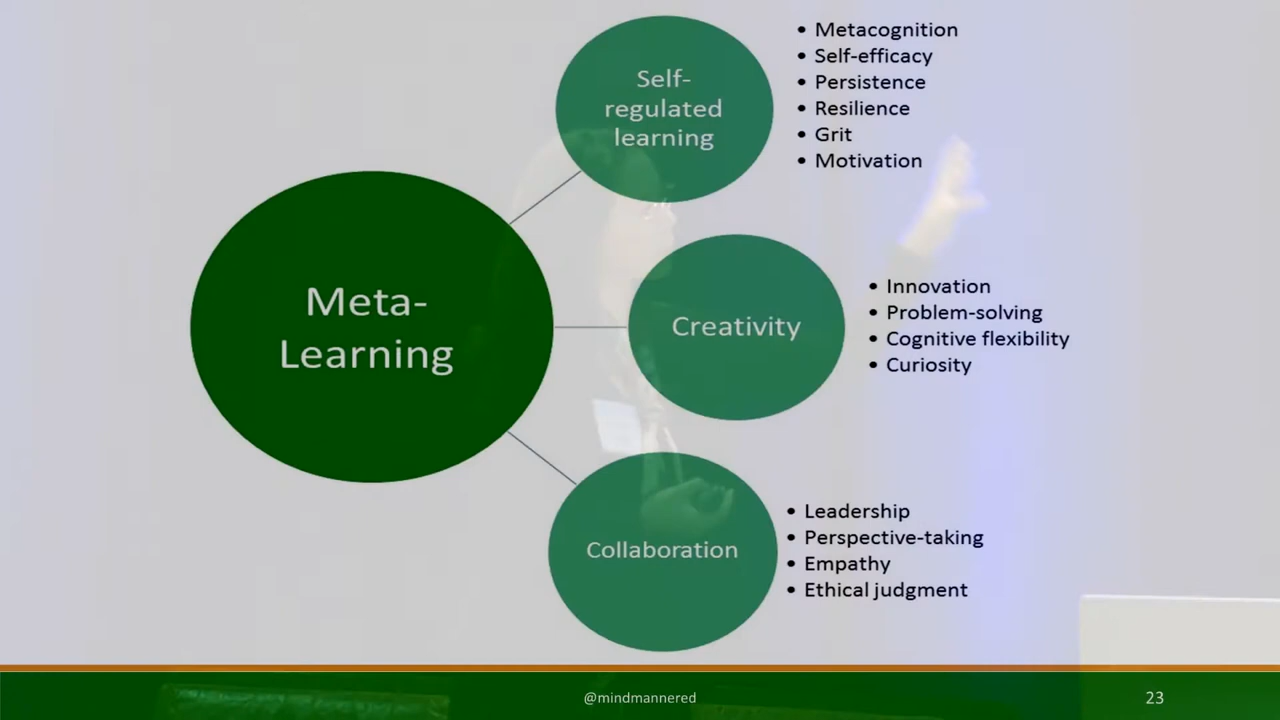 Meta-
Learning
Self-
regulated
learning
• Metacognition
• Self-efficacy
• Persistence
• Resilience
• Grit
• Motivation
Creativity
• Innovation
• Problem-solving
• Cognitive flexibility
• Curiosity
Collaboration
• Leadership
• Perspective-taking
• Empathy
• Ethical judgment
@mindmannered
23